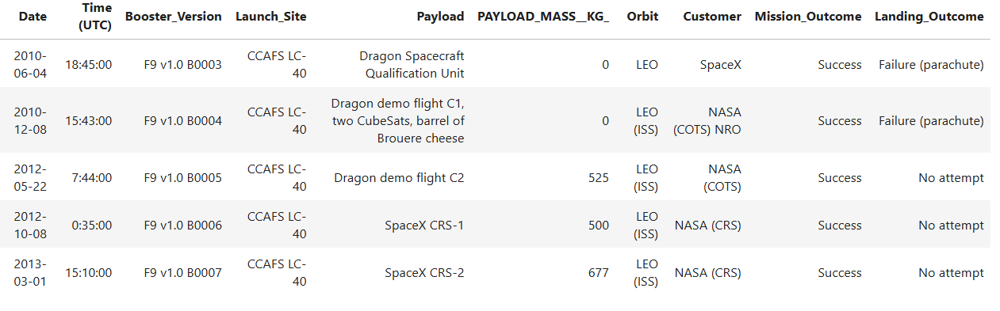 Date Time (UTC) Booster_Version Launch_Site Payload PAYLOAD_MASS__KG_ Orbit Customer Mission_Outcome Landing_Outcome
2010-06-04 18:45:00 F9 v1.0 B0003 CCAFS LC-40 Dragon Spacecraft Qualification Unit 0 LEO SpaceX Success Failure (parachute)
2010-12-08 15:43:00 F9 v1.0 B0004 CCAFS LC-40 Dragon demo flight C1, two CubeSats, barrel of Brouere cheese 0 LEO (ISS) NASA (COTS) NRO Success Failure (parachute)
2012-05-22 7:44:00 F9 v1.0 B0005 CCAFS LC-40 Dragon demo flight C2 525 LEO (ISS) NASA (COTS) Success No attempt
2012-10-08 0:35:00 F9 v1.0 B0006 CCAFS LC-40 SpaceX CRS-1 500 LEO (ISS) NASA (CRS) Success No attempt
2013-03-01 15:10:00 F9 v1.0 B0007 CCAFS LC-40 SpaceX CRS-2 677 LEO (ISS) NASA (CRS) Success No attempt